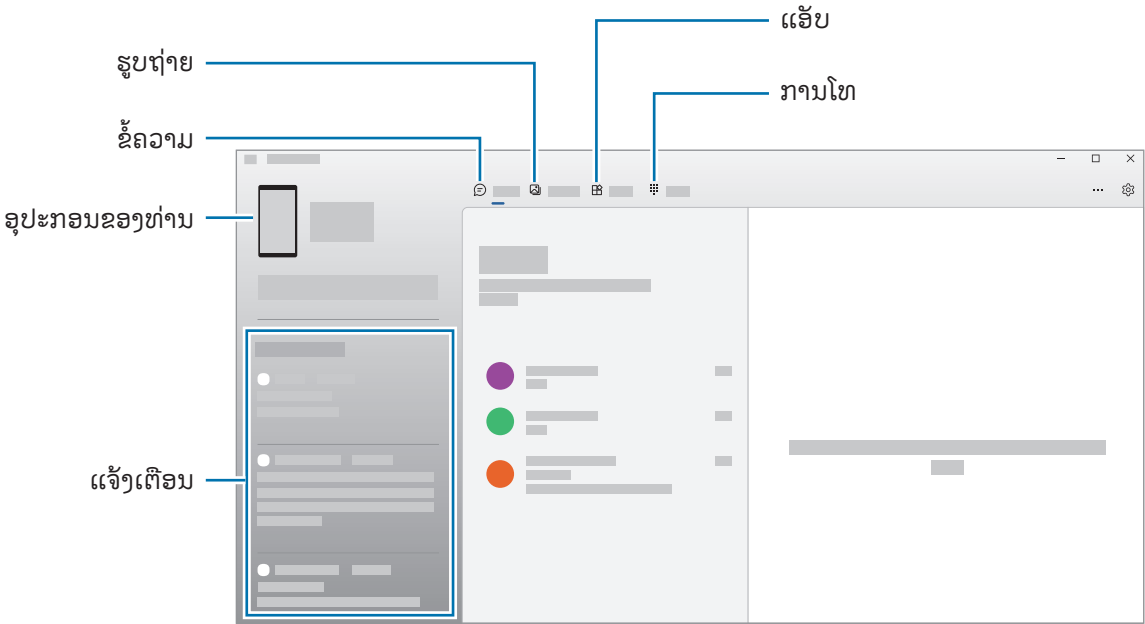 ແອັບ
ຮູບຖ່າຍ
ການໂທ
ຂໍ້ຄວາມ
ອຸປະກອນຂອງທ່ານ
ແຈ້ງເຕືອນ